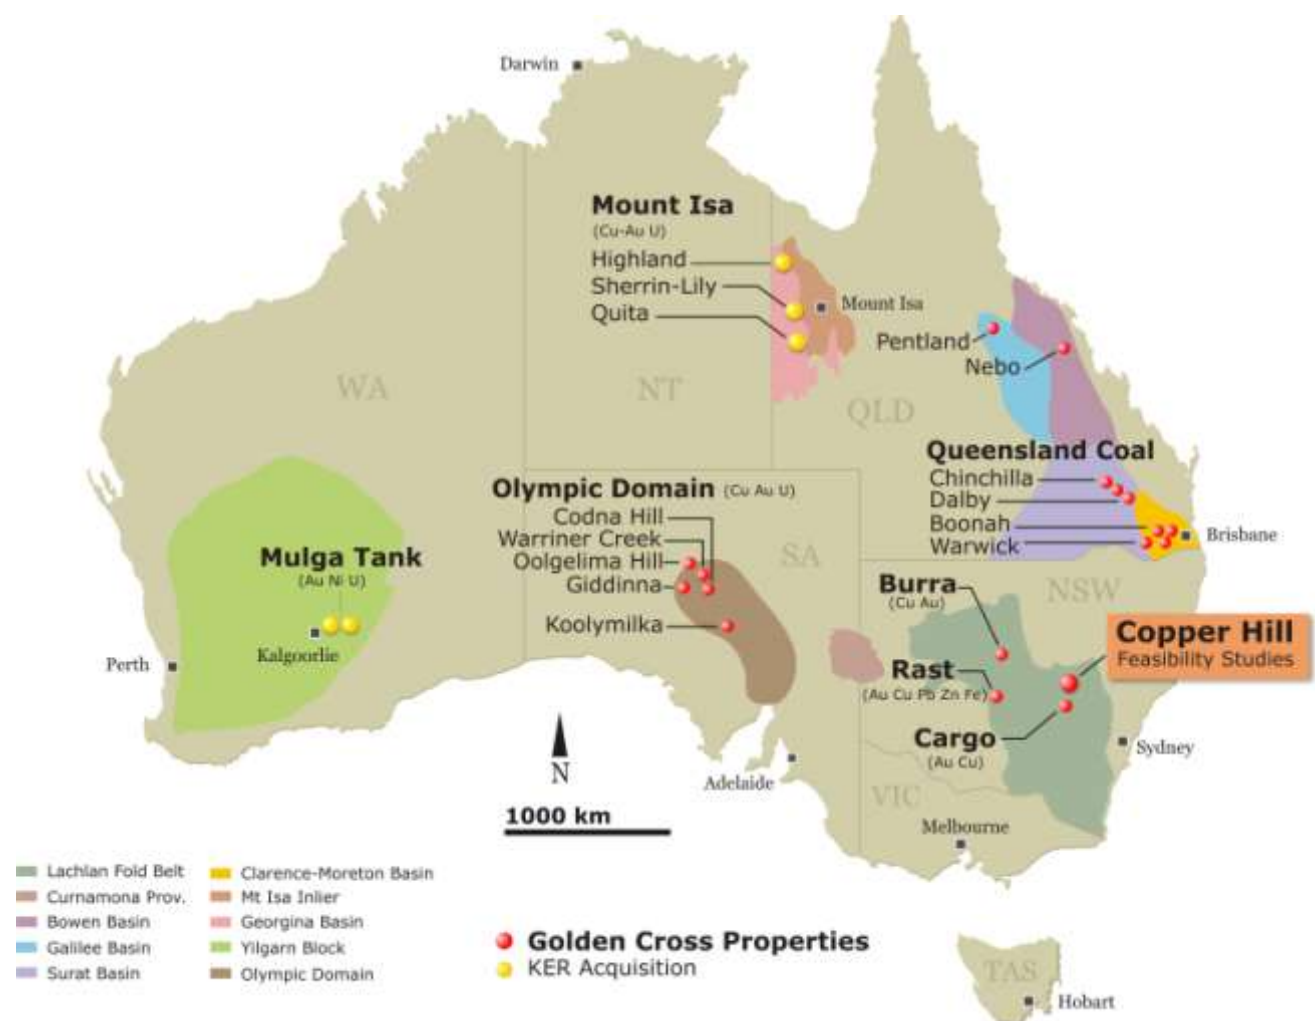 Darwin
Mount Isa
(Cu-Au U)
Highland
Sherrin-Lily
Quita
Mount Isa
Pentland
Nebo
WA
NT
QLD
Queensland Coal
Chinchilla
Dalby
Boonah
Warwick
Brisbane
Olympic Domain (Cu Au U)
Codna Hill
Warriner Creek
Oolgelima Hill
Giddinna
Koolymilka
SA
Mulga Tank
(Au Ni U)
Kalgoorlie
Perth
Burra
(Cu Au)
NSW
Copper Hill
Feasibility Studies
Rast
(Au Cu Pb Zn Fe)
Cargo
(Au Cu)
Sydney
N
Adelaide
VIC
1000 km
Melbourne
Lachlan Fold Belt
Curnamona Prov.
Bowen Basin
Galilee Basin
Surat Basin
Clarence-Moreton Basin
Mt Isa Inlier
Georgina Basin
Yilgarn Block
Olympic Domain
Golden Cross Properties
KER Acquisition
TAS
Hobart